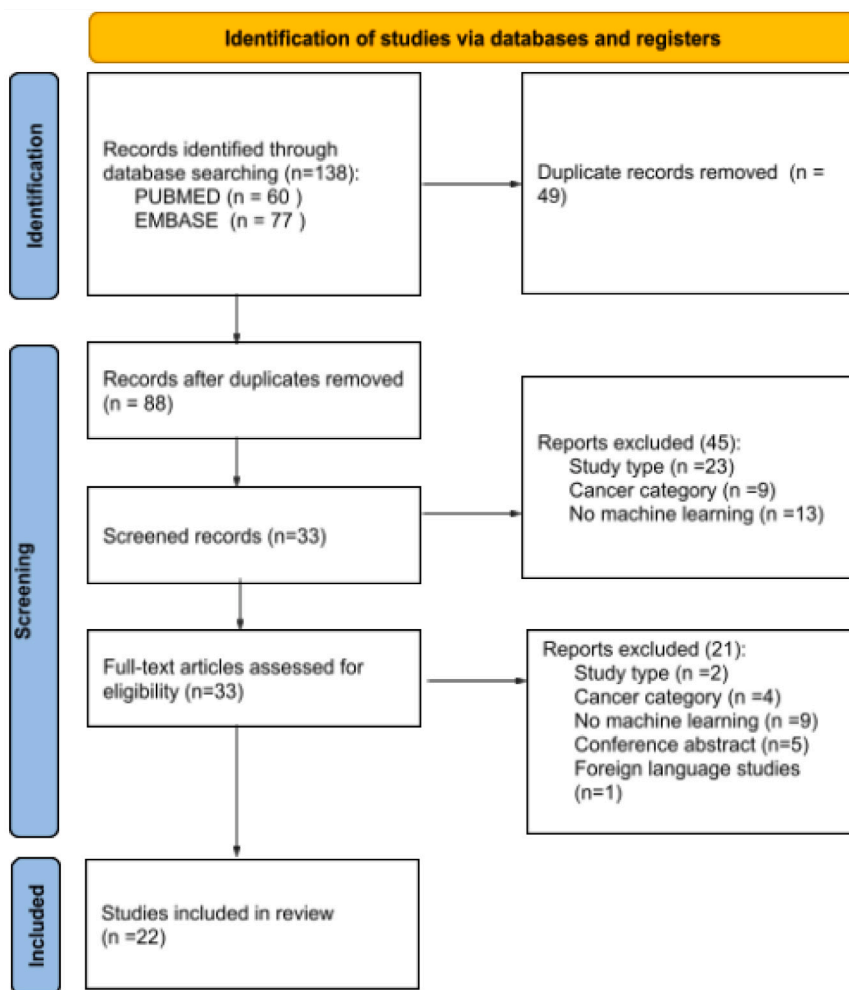 Identification of studies via databases and registers
Identification
Records identified through
database searching (n=138):
PUBMED (n = 60 )
EMBASE (n = 77 )
Duplicate records removed (n =
49)
Screening
Records after duplicates removed
(n = 88)
Screened records (n=33)
Reports excluded (45):
Study type (n =23)
Cancer category (n =9)
No machine learning (n =13)
Full-text articles assessed for
eligibility (n=33)
Reports excluded (21):
Study type (n =2)
Cancer category (n =4)
No machine learning (n =9)
Conference abstract (n=5)
Foreign language studies
(n=1)
Included
Studies included in review
(n =22)